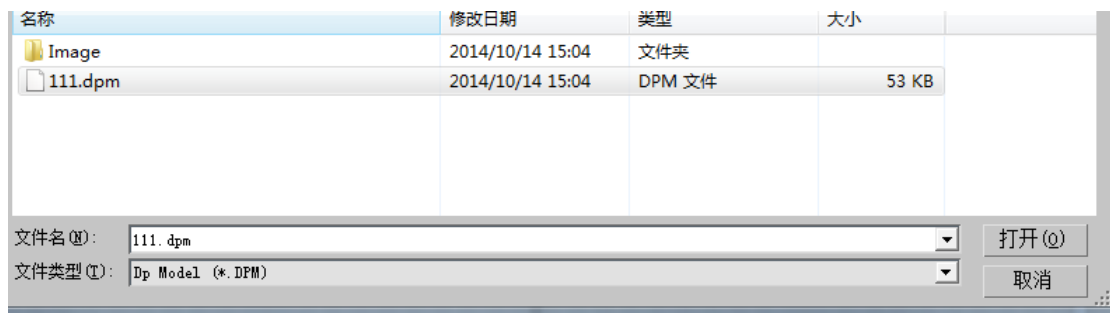 名称 修改日期 类型 大小
Image 2014/10/14 15:04 文件夹
111.dpm 2014/10/14 15:04 DPM 文件 53 KB
文件名(N): 111.dpm 打开(O)
文件类型(T): Dp Model (*.DPM) 取消